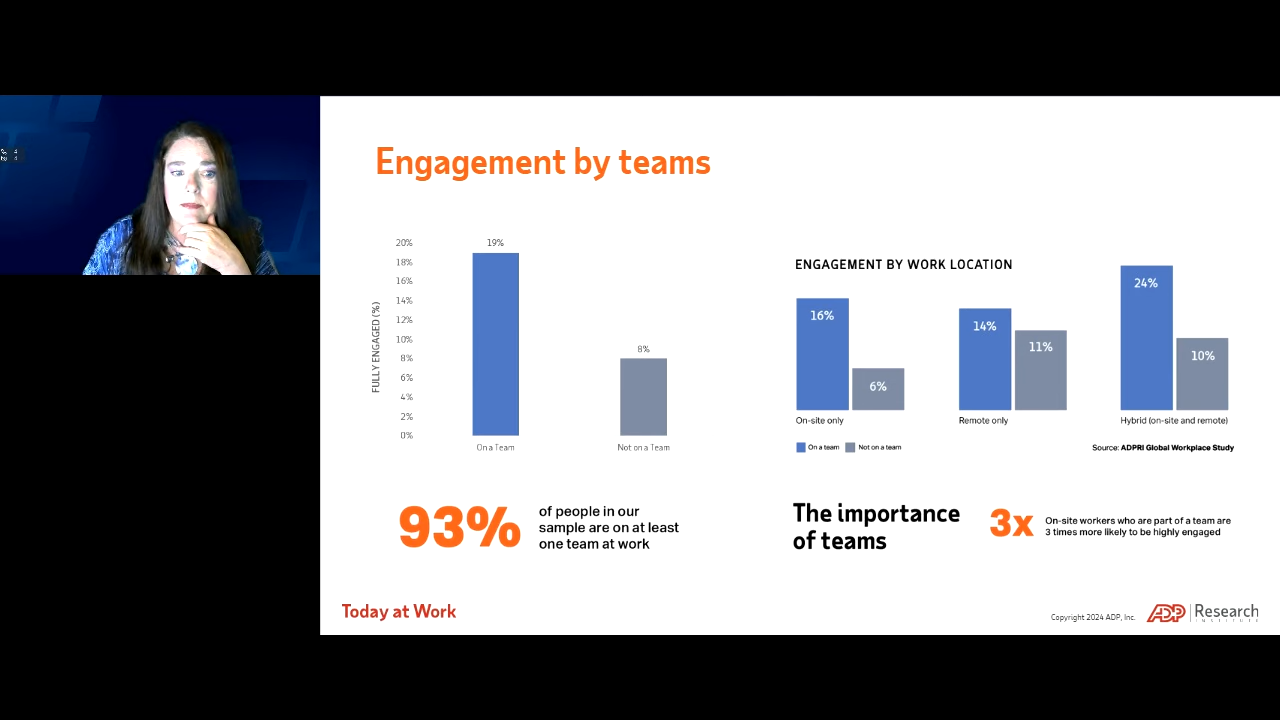 Engagement by teams
20%
18%
16%
14%
12%
10%
8%
6%
4%
2%
0%
FULLY ENGAGED (%)
19%
8%
On a Team
Not on a Team
ENGAGEMENT BY WORK LOCATION
16%
6%
14%
11%
24%
10%
On-site only
Remote only
Hybrid (on-site and remote)
On a team
Not on a team
Source: ADPRI Global Workplace Study
93%
of people in our
sample are on at least
one team at work
The importance
of teams
3x
On-site workers who are part of a team are
3 times more likely to be highly engaged
Today at Work
Copyright 2024 ADP, Inc.
ADP
Research
INSTITUTE